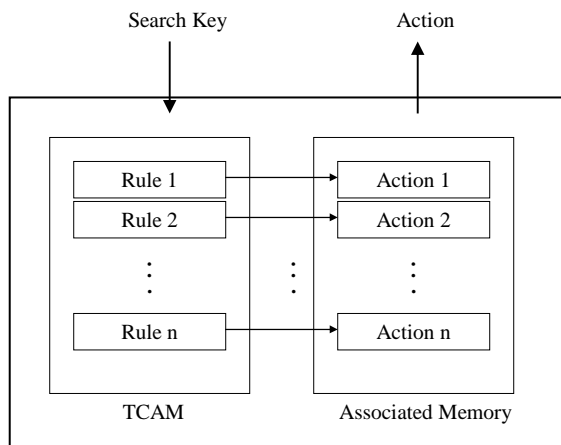 Search Key
Action
Rule 1
Action 1
Rule 2
Action 2
Rule n
Action n
TCAM
Associated Memory